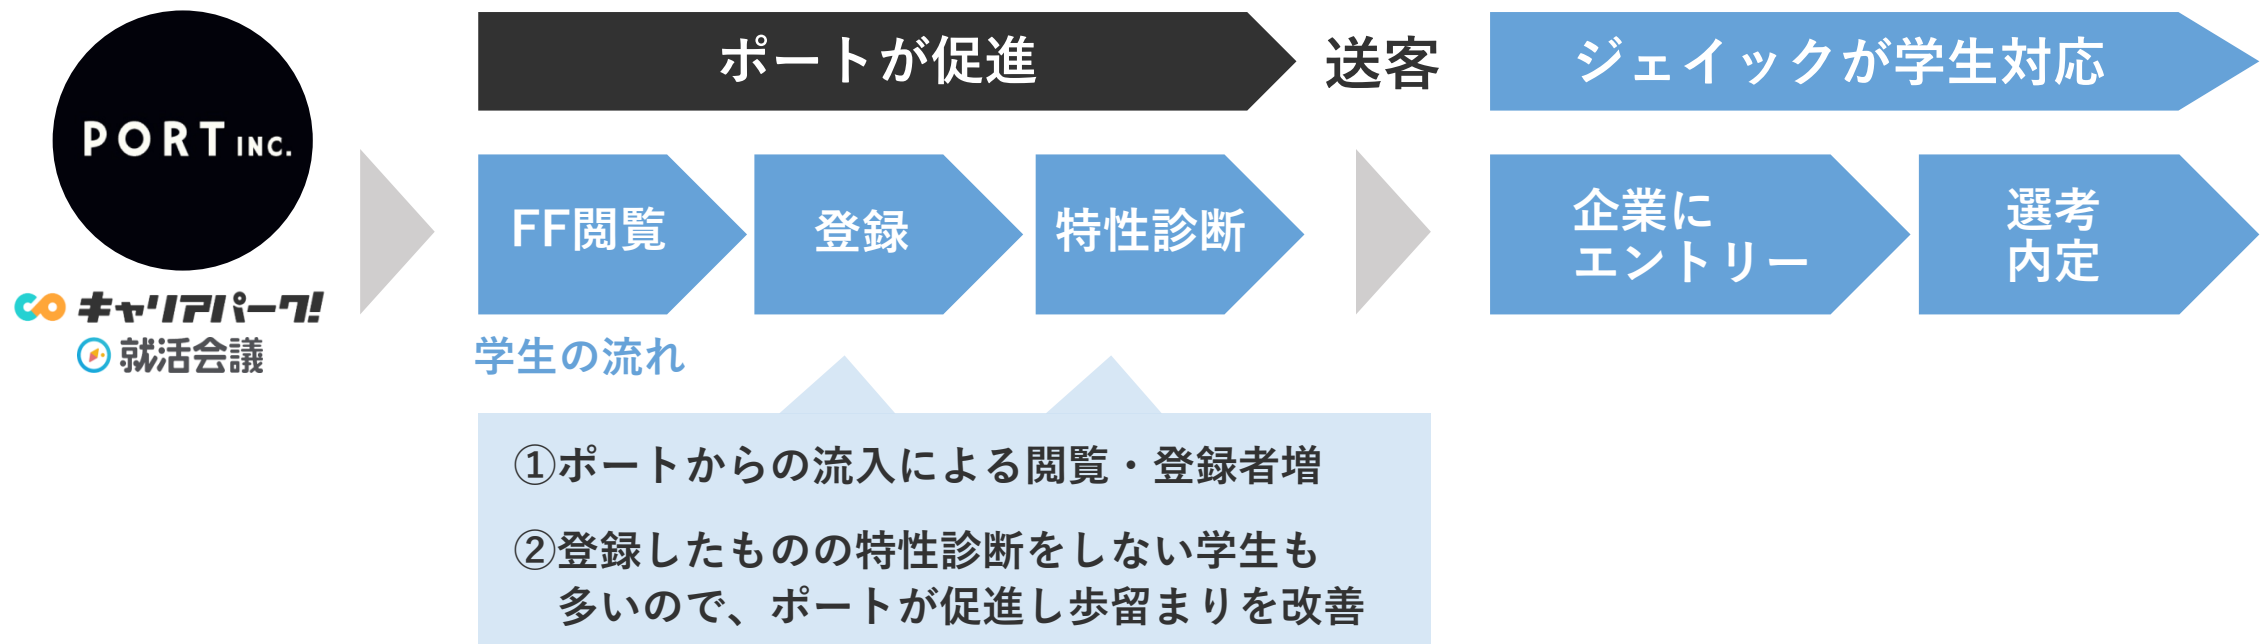 PORT INC.
キャリアパーク!
就活会議
ポートが促進
送客
ジェイックが学生対応
FF閲覧
登録
特性診断
企業に
エントリー
選考
内定
学生の流れ
①ポートからの流入による閲覧・登録者増
②登録したものの特性診断をしない学生も
多いので、ポートが促進し歩留まりを改善